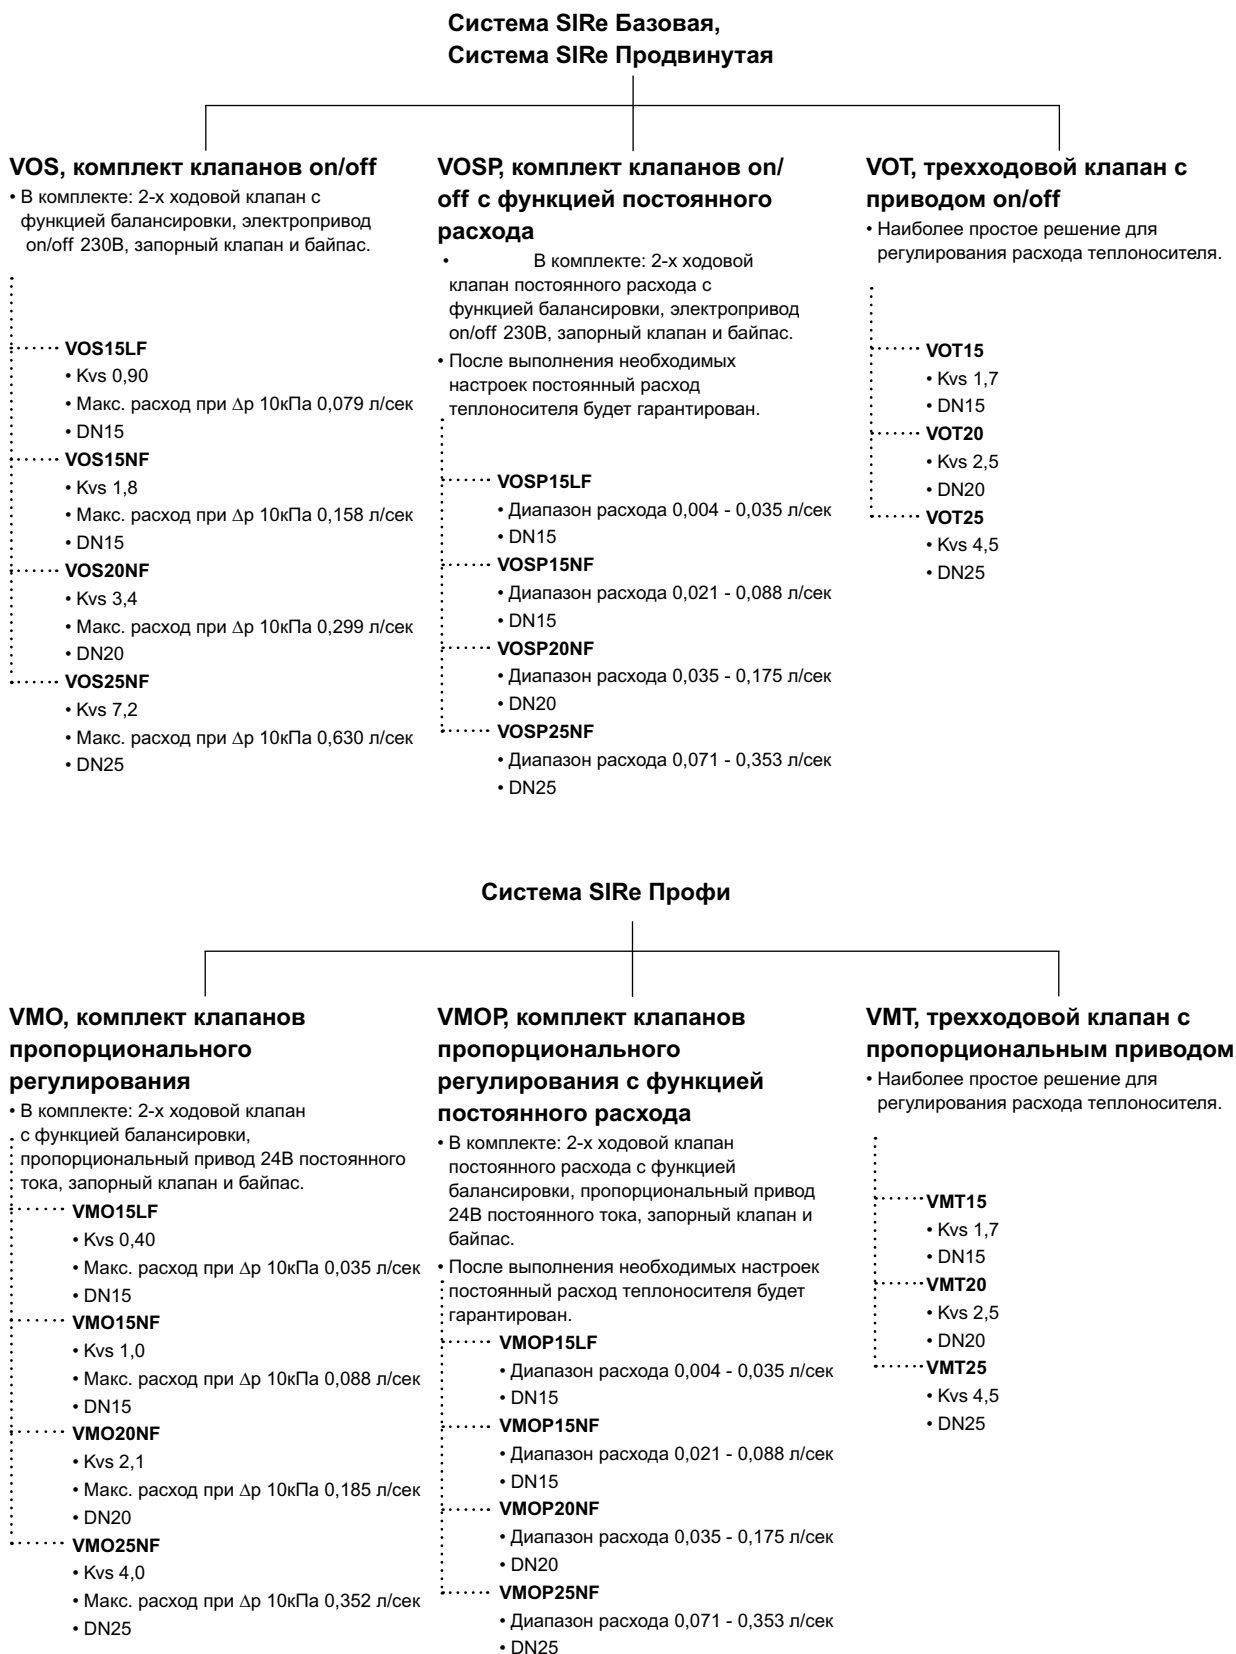 Система SIRe Базовая,
Система SIRe Продвинутая
VOS, комплект клапанов on/off
• В комплекте: 2-х ходовой клапан с
функцией балансировки, электропривод
on/off 230В, запорный клапан и байпас.
VOS15LF
• Kvs 0,90
• Макс. расход при ∆p 10кПа 0,079 л/сек
• DN15
VOS15NF
• Kvs 1,8
• Макс. расход при ∆p 10кПа 0,158 л/сек
• DN15
VOS20NF
• Kvs 3,4
• Макс. расход при ∆p 10кПа 0,299 л/сек
• DN20
VOS25NF
• Kvs 7,2
• Макс. расход при ∆p 10кПа 0,630 л/сек
• DN25
VOSP, комплект клапанов on/
off с функцией постоянного
расхода
• В комплекте: 2-х ходовой
клапан постоянного расхода с
функцией балансировки, электропривод
on/off 230В, запорный клапан и байпас.
• После выполнения необходимых
настроек постоянный расход
теплоносителя будет гарантирован.
VOSP15LF
• Диапазон расхода 0,004 - 0,035 л/сек
• DN15
VOSP15NF
• Диапазон расхода 0,021 - 0,088 л/сек
• DN15
VOSP20NF
• Диапазон расхода 0,035 - 0,175 л/сек
• DN20
VOSP25NF
• Диапазон расхода 0,071 - 0,353 л/сек
• DN25
VOT, трехходовой клапан с
приводом on/off
• Наиболее простое решение для
регулирования расхода теплоносителя.
VOT15
• Kvs 1,7
• DN15
VOT20
• Kvs 2,5
• DN20
VOT25
• Kvs 4,5
• DN25
Система SIRe Профи
VMO, комплект клапанов
пропорционального
регулирования
• В комплекте: 2-х ходовой клапан
с функцией балансировки,
пропорциональный привод 24В постоянного
тока, запорный клапан и байпас.
VMO15LF
• Kvs 0,40
• Макс. расход при ∆p 10кПа 0,035 л/сек
• DN15
VMO15NF
• Kvs 1,0
• Макс. расход при ∆p 10кПа 0,088 л/сек
• DN15
VMO20NF
• Kvs 2,1
• Макс. расход при ∆p 10кПа 0,185 л/сек
• DN20
VMO25NF
• Kvs 4,0
• Макс. расход при ∆p 10кПа 0,352 л/сек
• DN25
VMOP, комплект клапанов
пропорционального
регулирования с функцией
постоянного расхода
• В комплекте: 2-х ходовой клапан
постоянного расхода с функцией
балансировки, пропорциональный привод
24В постоянного тока, запорный клапан и
байпас.
• После выполнения необходимых настроек
постоянный расход теплоносителя будет
гарантирован.
VMOP15LF
• Диапазон расхода 0,004 - 0,035 л/сек
• DN15
VMOP15NF
• Диапазон расхода 0,021 - 0,088 л/сек
• DN15
VMOP20NF
• Диапазон расхода 0,035 - 0,175 л/сек
• DN20
VMOP25NF
• Диапазон расхода 0,071 - 0,353 л/сек
• DN25
VMT, трехходовой клапан с
пропорциональным приводом
• Наиболее простое решение для
регулирования расхода теплоносителя.
VMT15
• Kvs 1,7
• DN15
VMT20
• Kvs 2,5
• DN20
VMT25
• Kvs 4,5
• DN25